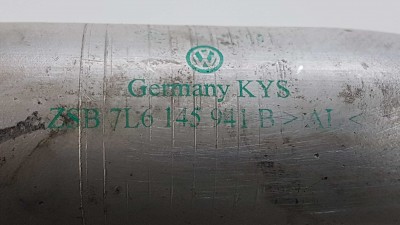 Germany KYS
ZSB 7L6 145 941 B > AL <